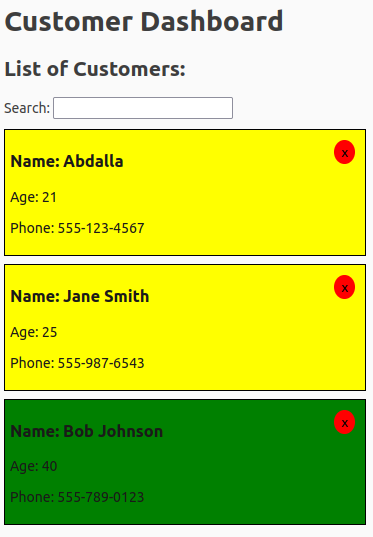 Customer Dashboard
List of Customers:
Search:
x
Name: Abdalla
Age: 21
Phone: 555-123-4567
x
Name: Jane Smith
Age: 25
Phone: 555-987-6543
x
Name: Bob Johnson
Age: 40
Phone: 555-789-0123